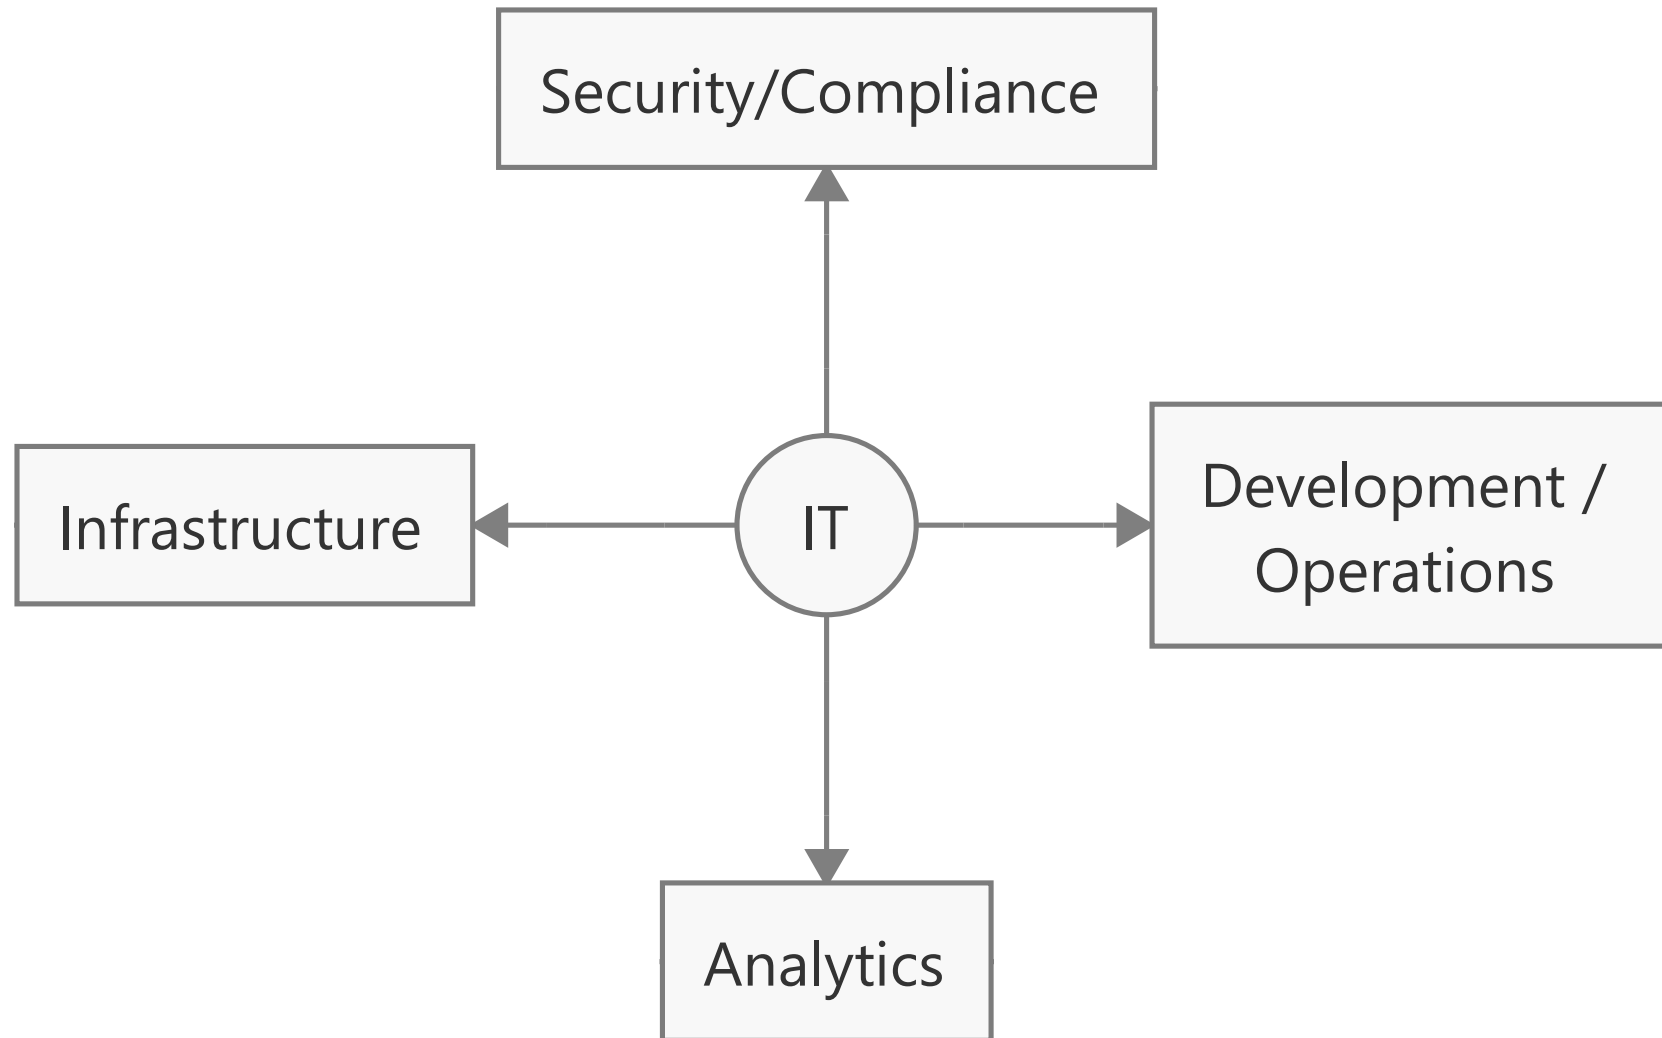 Security/Compliance
Infrastructure
IT
Development /
Operations
Analytics